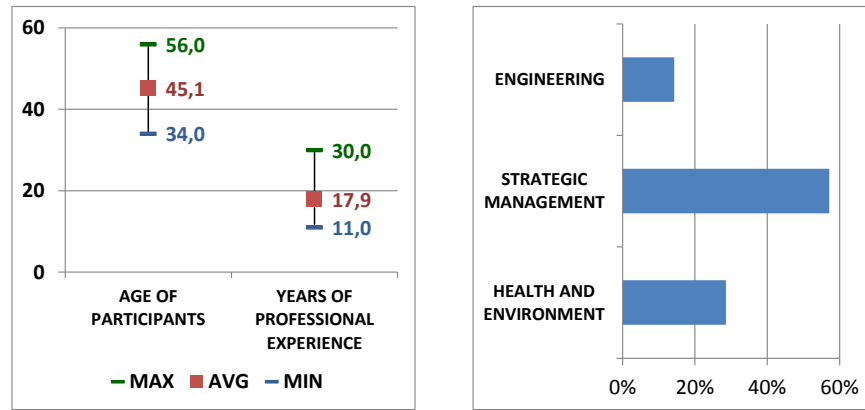 60
40
20
0
56,0
45,1
34,0
30,0
17,9
11,0
AGE OF
PARTICIPANTS
YEARS OF
PROFESSIONAL
EXPERIENCE
MAX AVG MIN
ENGINEERING
STRATEGIC
MANAGEMENT
HEALTH AND
ENVIRONMENT
0% 20% 40% 60%